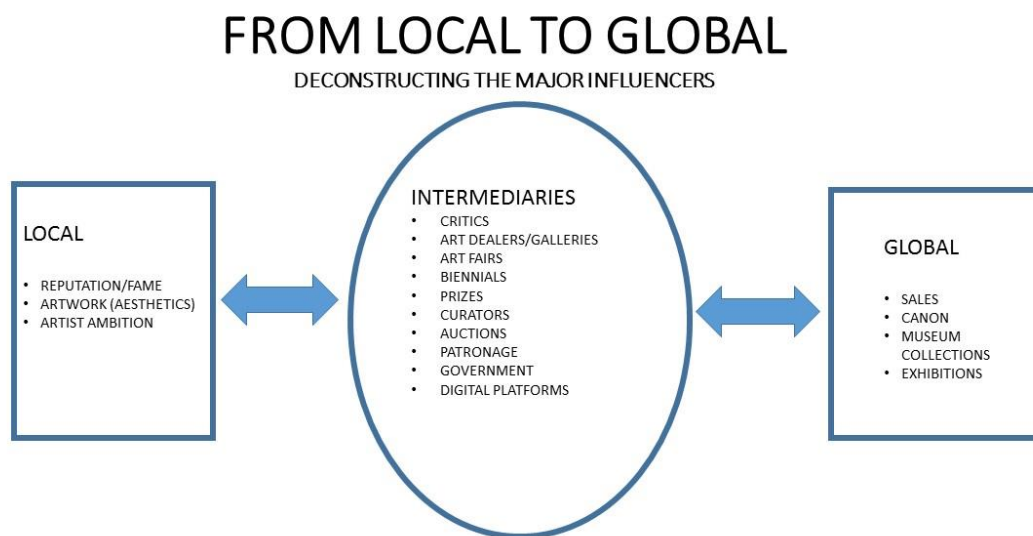 FROM LOCAL TO GLOBAL
DECONSTRUCTING THE MAJOR INFLUENCERS
LOCAL
• REPUTATION/FAME
• ARTWORK (AESTHETICS)
• ARTIST AMBITION
INTERMEDIARIES
• CRITICS
• ART DEALERS/GALLERIES
• ART FAIRS
• BIENNIALS
• PRIZES
• CURATORS
• AUCTIONS
• PATRONAGE
• GOVERNMENT
• DIGITAL PLATFORMS
GLOBAL
• SALES
• CANON
• MUSEUM
COLLECTIONS
• EXHIBITIONS